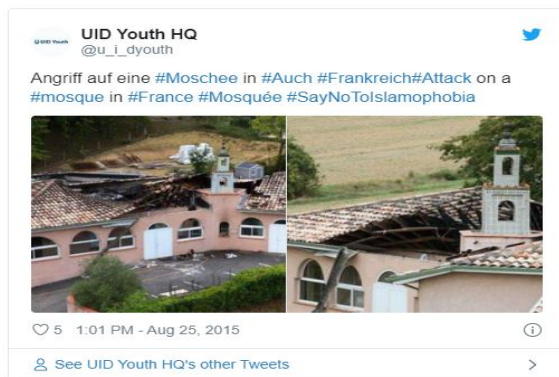 UID Youth HQ
@u_i_dyouth
UID Youth
Angriff auf eine #Moschee in #Auch #Frankreich#Attack on a
#mosque in #France #Mosquée #SayNoToIslamophobia
5 1:01 PM - Aug 25, 2015
See UID Youth HQ's other Tweets